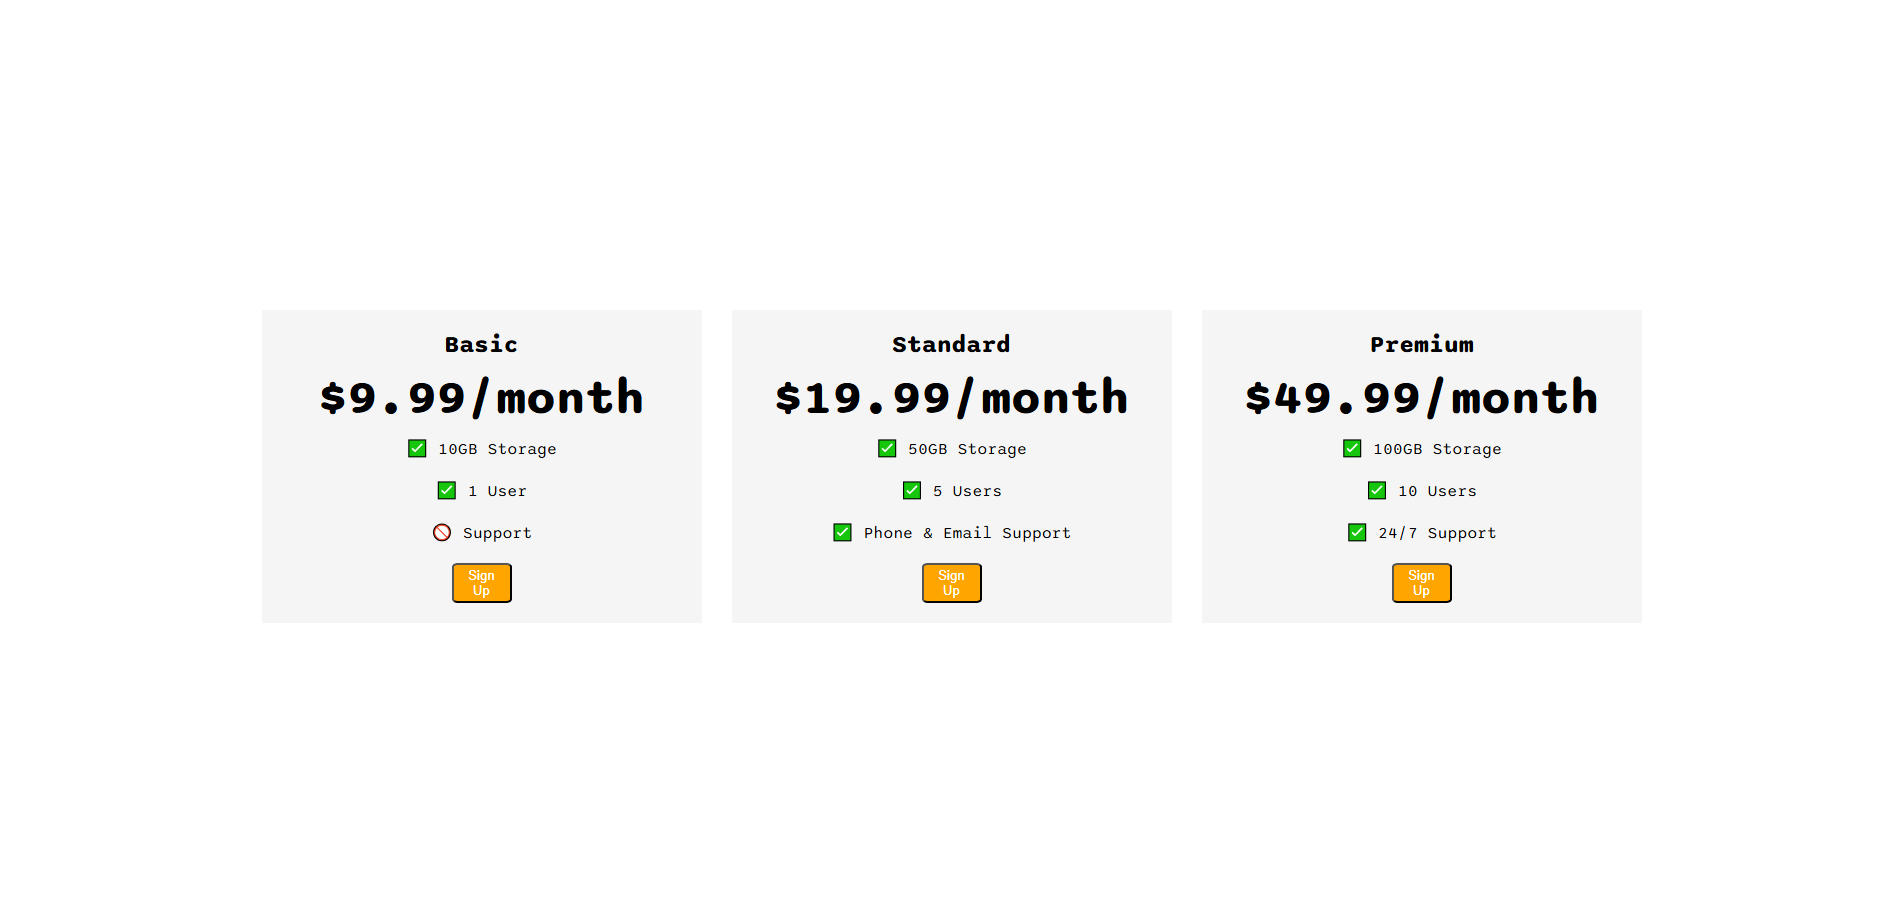 Basic
$9.99/month
✅ 10GB Storage
✅ 1 User
🚫 Support
Sign
Up
Standard
$19.99/month
✅ 50GB Storage
✅ 5 Users
✅ Phone & Email Support
Sign
Up
Premium
$49.99/month
✅ 100GB Storage
✅ 10 Users
✅ 24/7 Support
Sign
Up